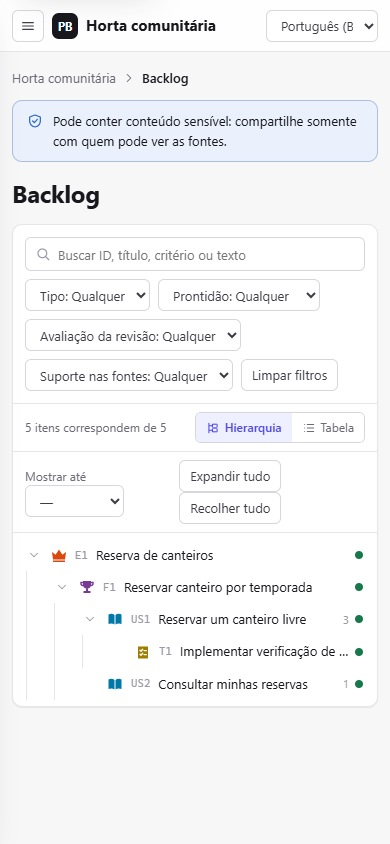 PB Horta comunitária Português (B
Horta comunitária > Backlog
Pode conter conteúdo sensível: compartilhe somente
com quem pode ver as fontes.
Backlog
Buscar ID, título, critério ou texto
Tipo: Qualquer Prontidão: Qualquer
Avaliação da revisão: Qualquer
Suporte nas fontes: Qualquer Limpar filtros
5 itens correspondem de 5 Hierarquia Tabela
Mostrar até
— Expandir tudo
Recolher tudo
E1 Reserva de canteiros
F1 Reservar canteiro por temporada
US1 Reservar um canteiro livre 3
T1 Implementar verificação de ...
US2 Consultar minhas reservas 1